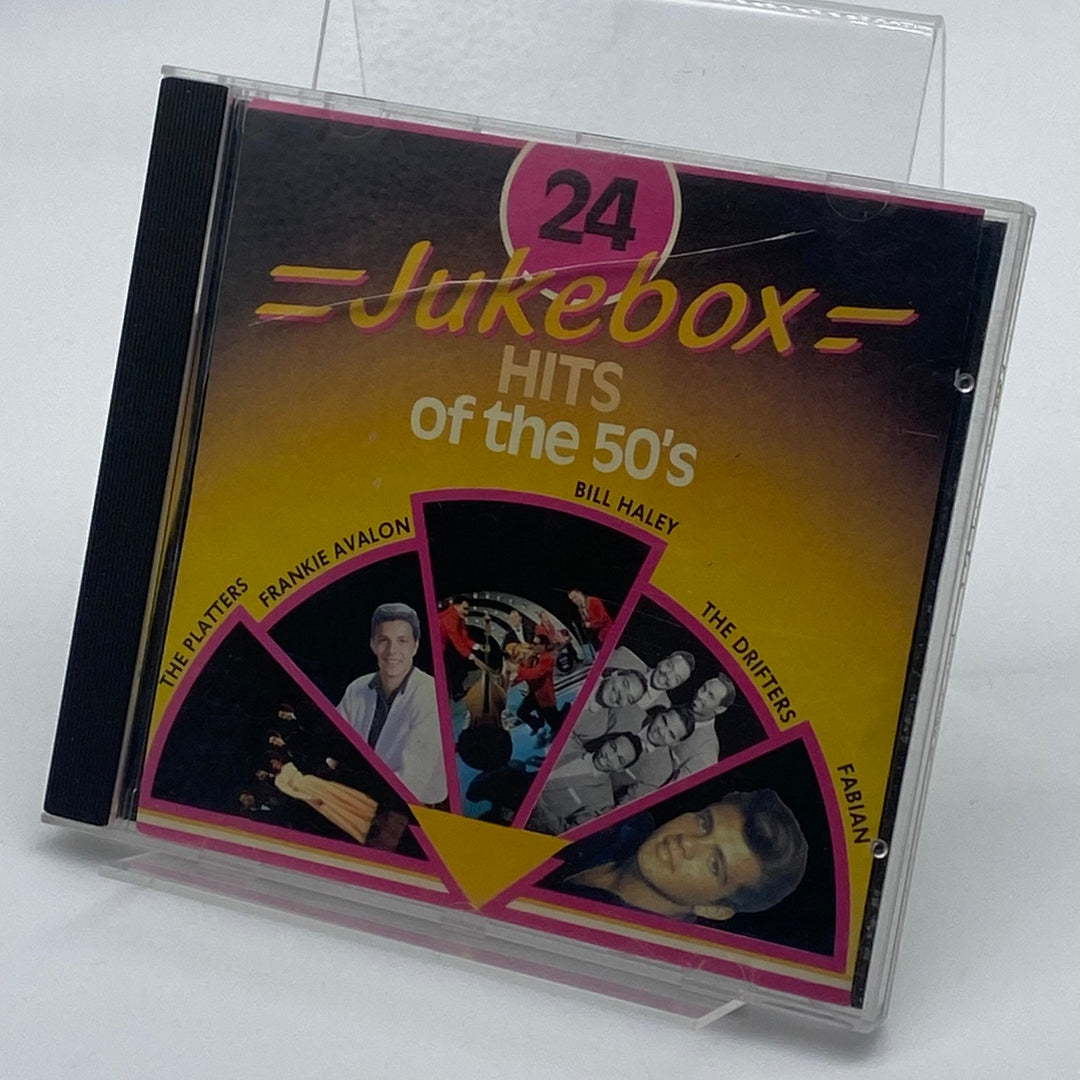 24
Jukebox
HITS
of the 50's
BILL HALEY
FRANKIE AVALON
THE PLATTERS
THE DRIFTERS
FABIAN